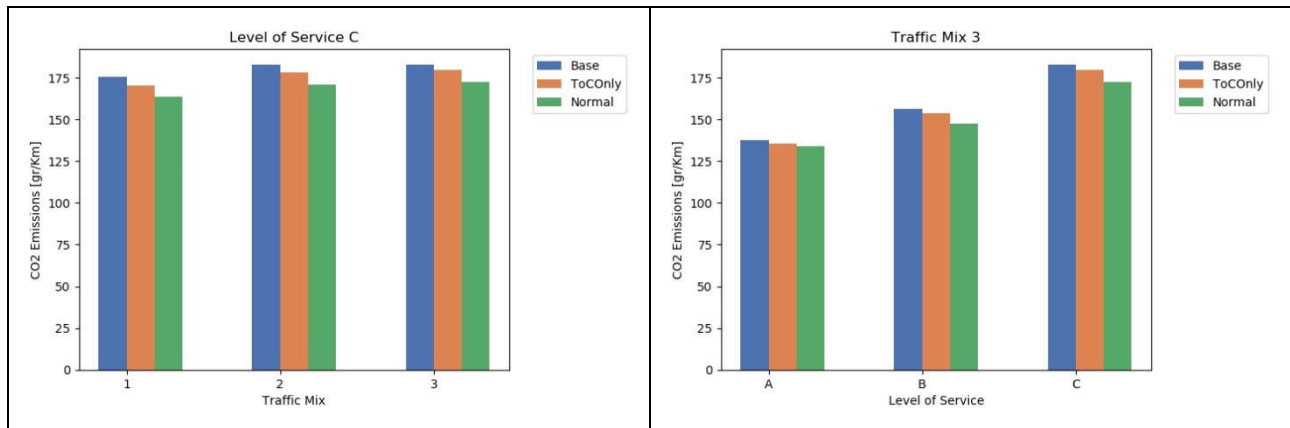 Level of Service C
CO2 Emissions [gr/Km]
175
150
125
100
75
50
25
0
1 2 3
Traffic Mix
Base
ToCOnly
Normal
Traffic Mix 3
CO2 Emissions [gr/Km]
175
150
125
100
75
50
25
0
A B C
Level of Service
Base
ToCOnly
Normal